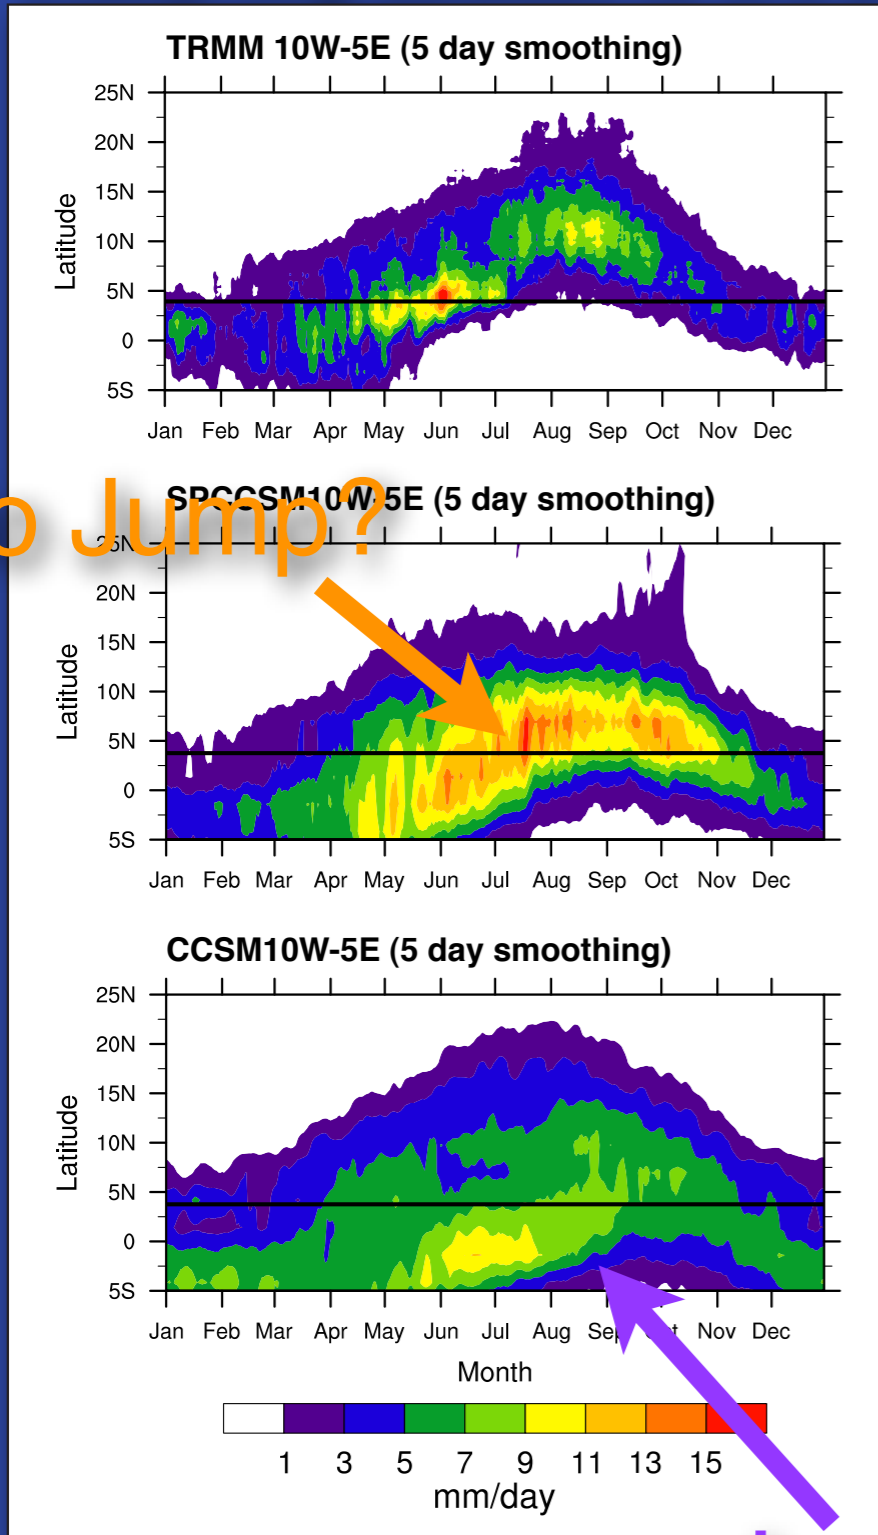 TRMM 10W-5E (5 day smoothing)
25N
20N
15N
10N
5N
0
5S
Latitude
Jan Feb Mar Apr May Jun Jul Aug Sep Oct Nov Dec
SPCCSM10W-5E (5 day smoothing)
o Jump?
25N
20N
15N
10N
5N
0
5S
Latitude
Jan Feb Mar Apr May Jun Jul Aug Sep Oct Nov Dec
CCSM10W-5E (5 day smoothing)
25N
20N
15N
10N
5N
0
5S
Latitude
Jan Feb Mar Apr May Jun Jul Aug Sep Oct Nov Dec
Month
1 3 5 7 9 11 13 15
mm/day